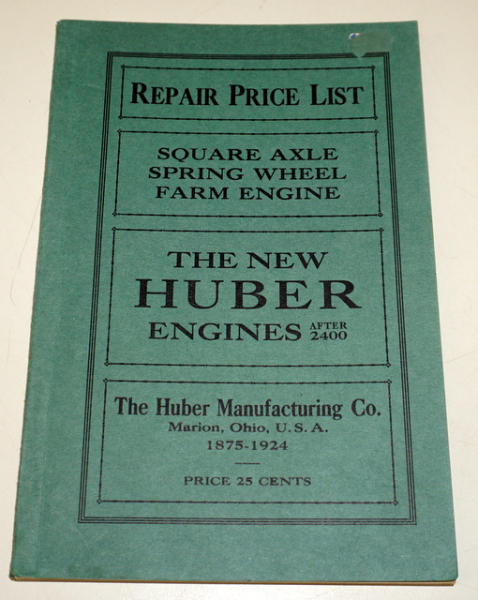 REPAIR PRICE LIST
SQUARE AXLE
SPRING WHEEL
FARM ENGINE
THE NEW
HUBER
ENGINES AFTER 2400
The Huber Manufacturing Co.
Marion, Ohio, U.S.A.
1875-1924
PRICE 25 CENTS